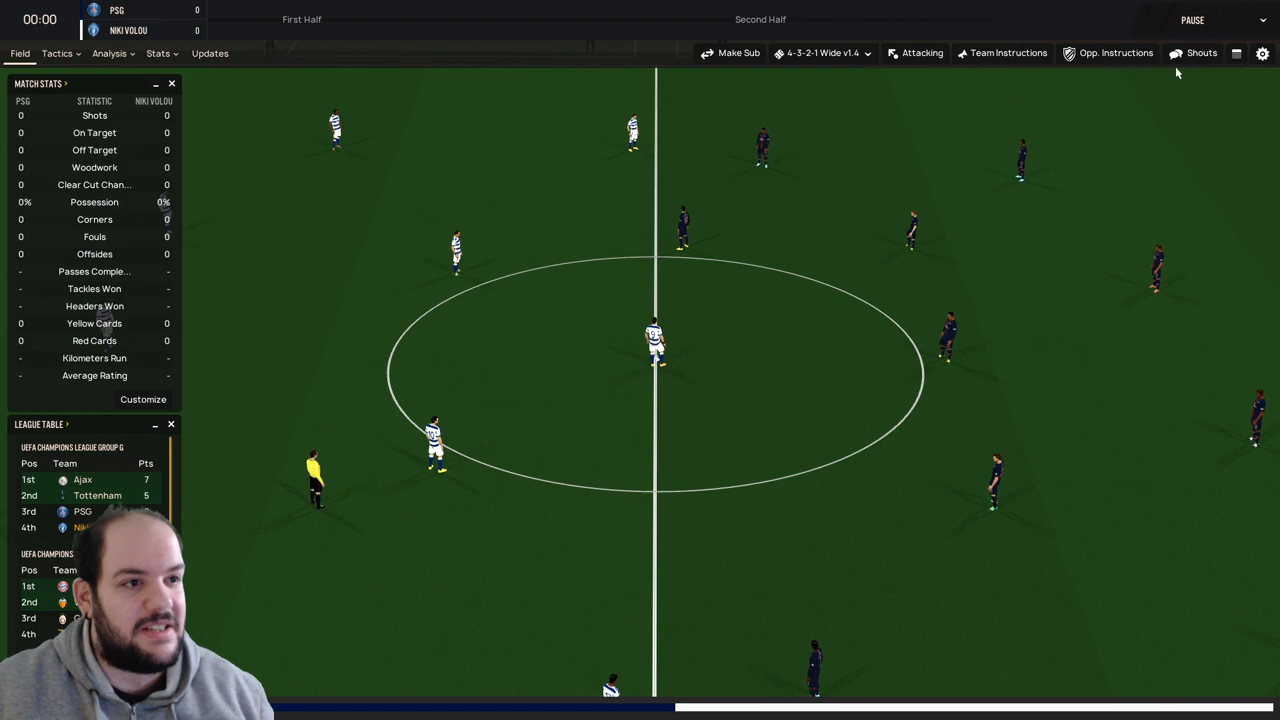 00:00
PSG 0
NIKI VOLOU 0
First Half
Second Half
PAUSE
Field
Tactics
Analysis
Stats
Updates
Make Sub
4-3-2-1 Wide v1.4
Attacking
Team Instructions
Opp. Instructions
Shouts
MATCH STATS
PSG STATISTIC NIKI VOLOU
0 Shots 0
0 On Target 0
0 Off Target 0
0 Woodwork 0
0 Clear Cut Chan... 0
0% Possession 0%
0 Corners 0
0 Fouls 0
0 Offsides 0
- Passes Comple... -
- Tackles Won -
- Headers Won -
0 Yellow Cards 0
0 Red Cards 0
- Kilometers Run -
- Average Rating -
Customize
LEAGUE TABLE
UEFA CHAMPIONS LEAGUE GROUP G
Pos Team Pts
1st Ajax 7
2nd Tottenham 5
3rd PSG
4th Niki
UEFA CHAMPIONS
Pos Team
1st
2nd
3rd G
4th
9